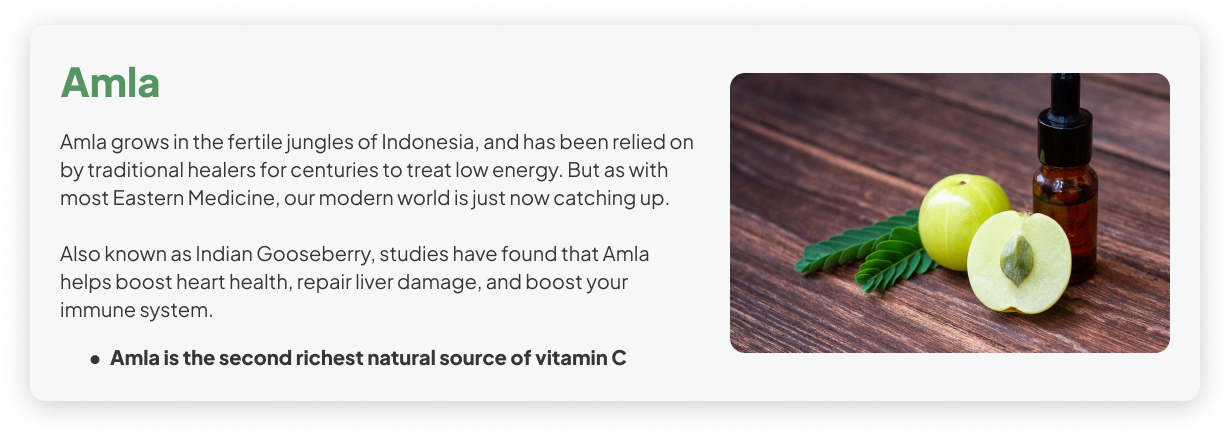 Amla
Amla grows in the fertile jungles of Indonesia, and has been relied on
by traditional healers for centuries to treat low energy. But as with
most Eastern Medicine, our modern world is just now catching up.
Also known as Indian Gooseberry, studies have found that Amla
helps boost heart health, repair liver damage, and boost your
immune system.
● Amla is the second richest natural source of vitamin C